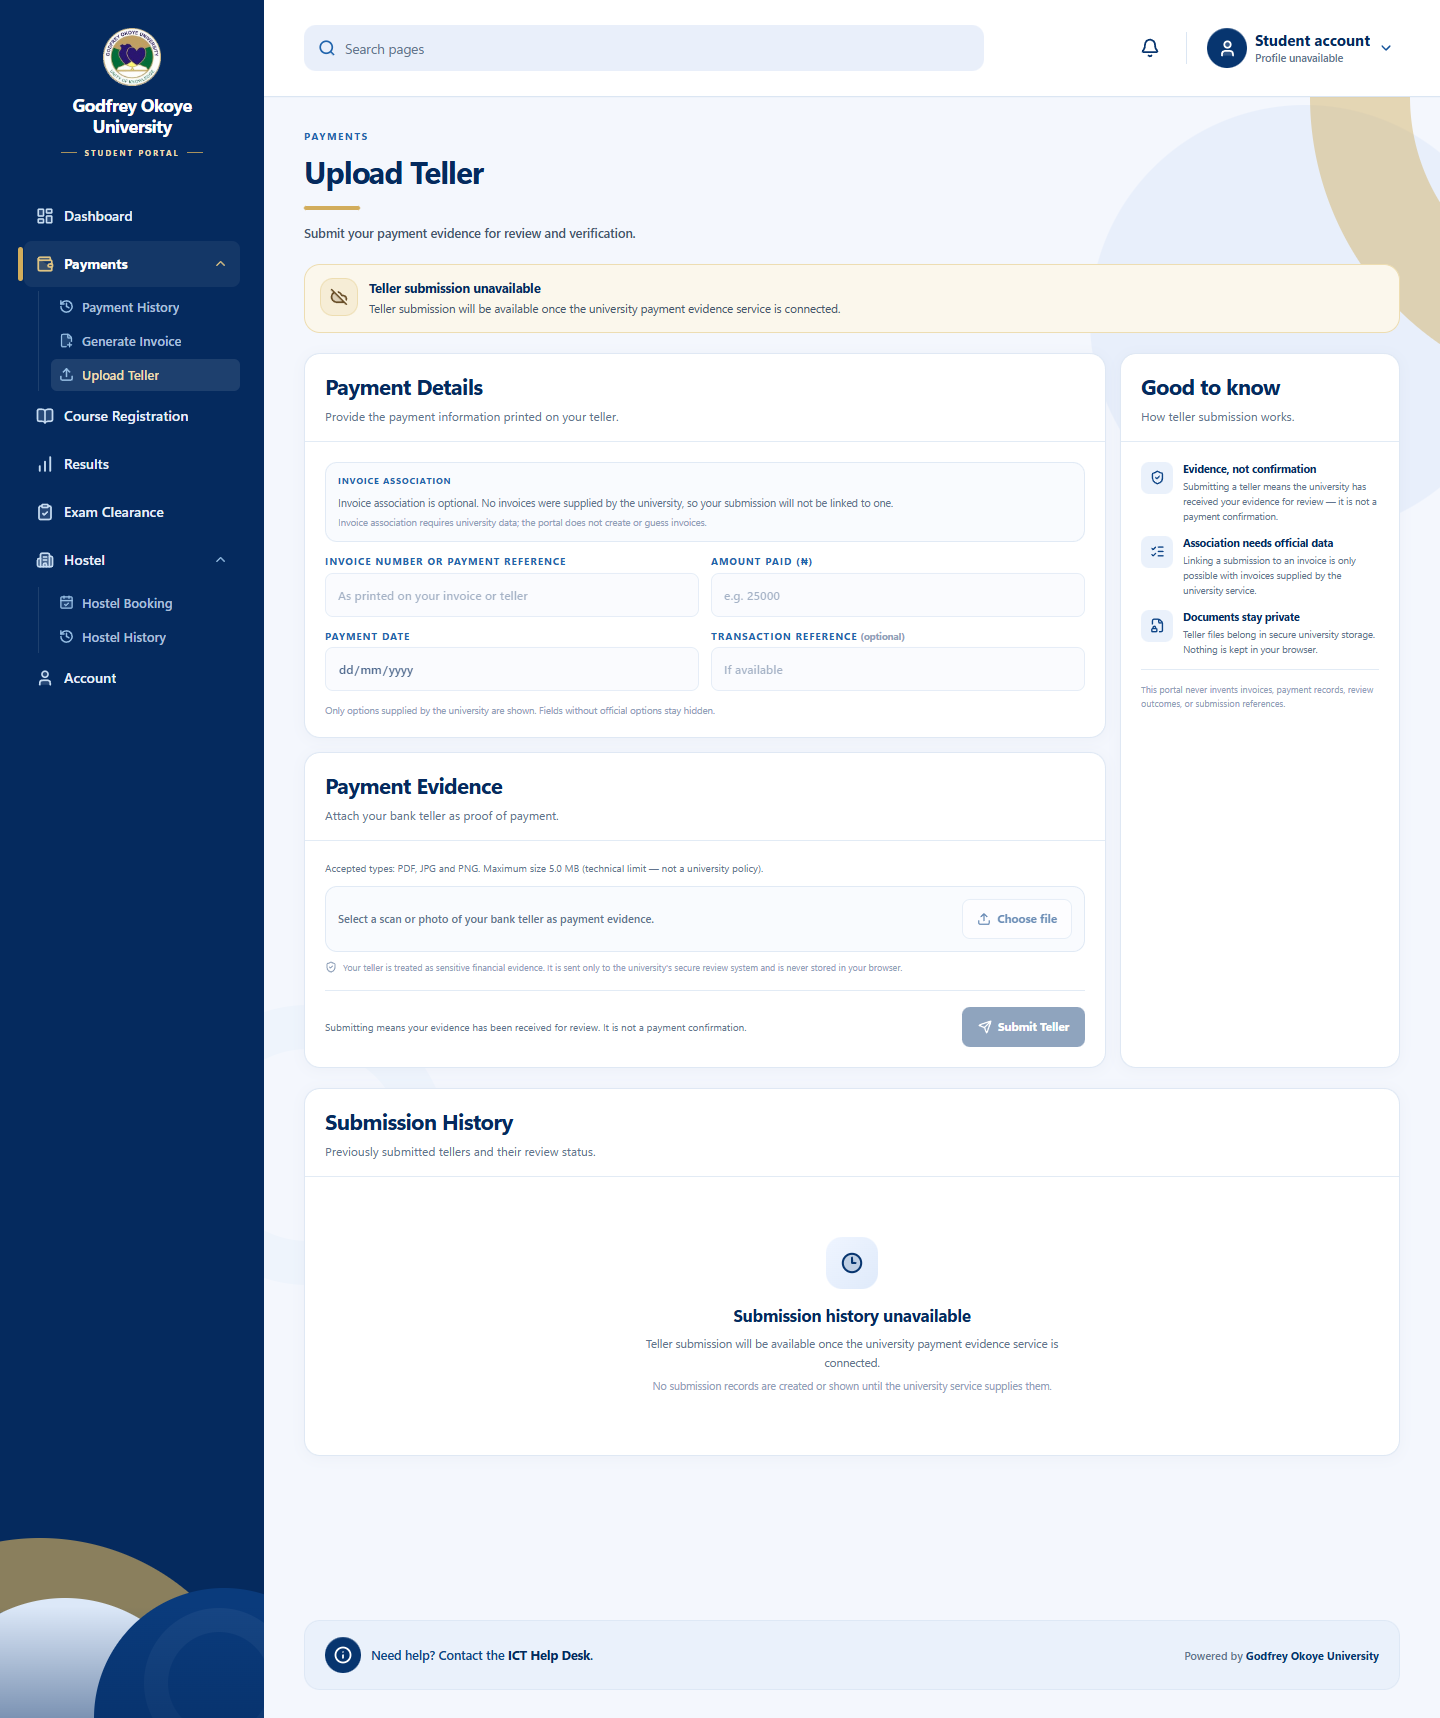 GODFREY OKOYE UNIVERSITY
UNITY OF KNOWLEDGE
Godfrey Okoye
University
STUDENT PORTAL
Dashboard
Payments
Payment History
Generate Invoice
Upload Teller
Course Registration
Results
Exam Clearance
Hostel
Hostel Booking
Hostel History
Account
Search pages
Student account
Profile unavailable
PAYMENTS
Upload Teller
Submit your payment evidence for review and verification.
Teller submission unavailable
Teller submission will be available once the university payment evidence service is connected.
Payment Details
Provide the payment information printed on your teller.
INVOICE ASSOCIATION
Invoice association is optional. No invoices were supplied by the university, so your submission will not be linked to one.
Invoice association requires university data; the portal does not create or guess invoices.
INVOICE NUMBER OR PAYMENT REFERENCE
As printed on your invoice or teller
AMOUNT PAID (₦)
e.g. 25000
PAYMENT DATE
dd/mm/yyyy
TRANSACTION REFERENCE (optional)
If available
Only options supplied by the university are shown. Fields without official options stay hidden.
Good to know
How teller submission works.
Evidence, not confirmation
Submitting a teller means the university has
received your evidence for review — it is not a
payment confirmation.
Association needs official data
Linking a submission to an invoice is only
possible with invoices supplied by the
university service.
Documents stay private
Teller files belong in secure university storage.
Nothing is kept in your browser.
This portal never invents invoices, payment records, review
outcomes, or submission references.
Payment Evidence
Attach your bank teller as proof of payment.
Accepted types: PDF, JPG and PNG. Maximum size 5.0 MB (technical limit — not a university policy).
Select a scan or photo of your bank teller as payment evidence.
Choose file
Your teller is treated as sensitive financial evidence. It is sent only to the university's secure review system and is never stored in your browser.
Submitting means your evidence has been received for review. It is not a payment confirmation.
Submit Teller
Submission History
Previously submitted tellers and their review status.
Submission history unavailable
Teller submission will be available once the university payment evidence service is
connected.
No submission records are created or shown until the university service supplies them.
Need help? Contact the ICT Help Desk.
Powered by Godfrey Okoye University